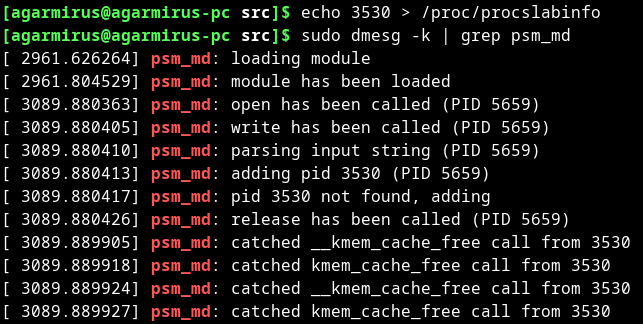 [agarmirus@agarmirus-pc src]$ echo 3530 > /proc/procslabinfo
[agarmirus@agarmirus-pc src]$ sudo dmesg -k | grep psm_md
[ 2961.626264] psm_md: loading module
[ 2961.804529] psm_md: module has been loaded
[ 3089.880363] psm_md: open has been called (PID 5659)
[ 3089.880405] psm_md: write has been called (PID 5659)
[ 3089.880410] psm_md: parsing input string (PID 5659)
[ 3089.880413] psm_md: adding pid 3530 (PID 5659)
[ 3089.880417] psm_md: pid 3530 not found, adding
[ 3089.880426] psm_md: release has been called (PID 5659)
[ 3089.889905] psm_md: catched __kmem_cache_free call from 3530
[ 3089.889918] psm_md: catched kmem_cache_free call from 3530
[ 3089.889924] psm_md: catched __kmem_cache_free call from 3530
[ 3089.889927] psm_md: catched kmem_cache_free call from 3530